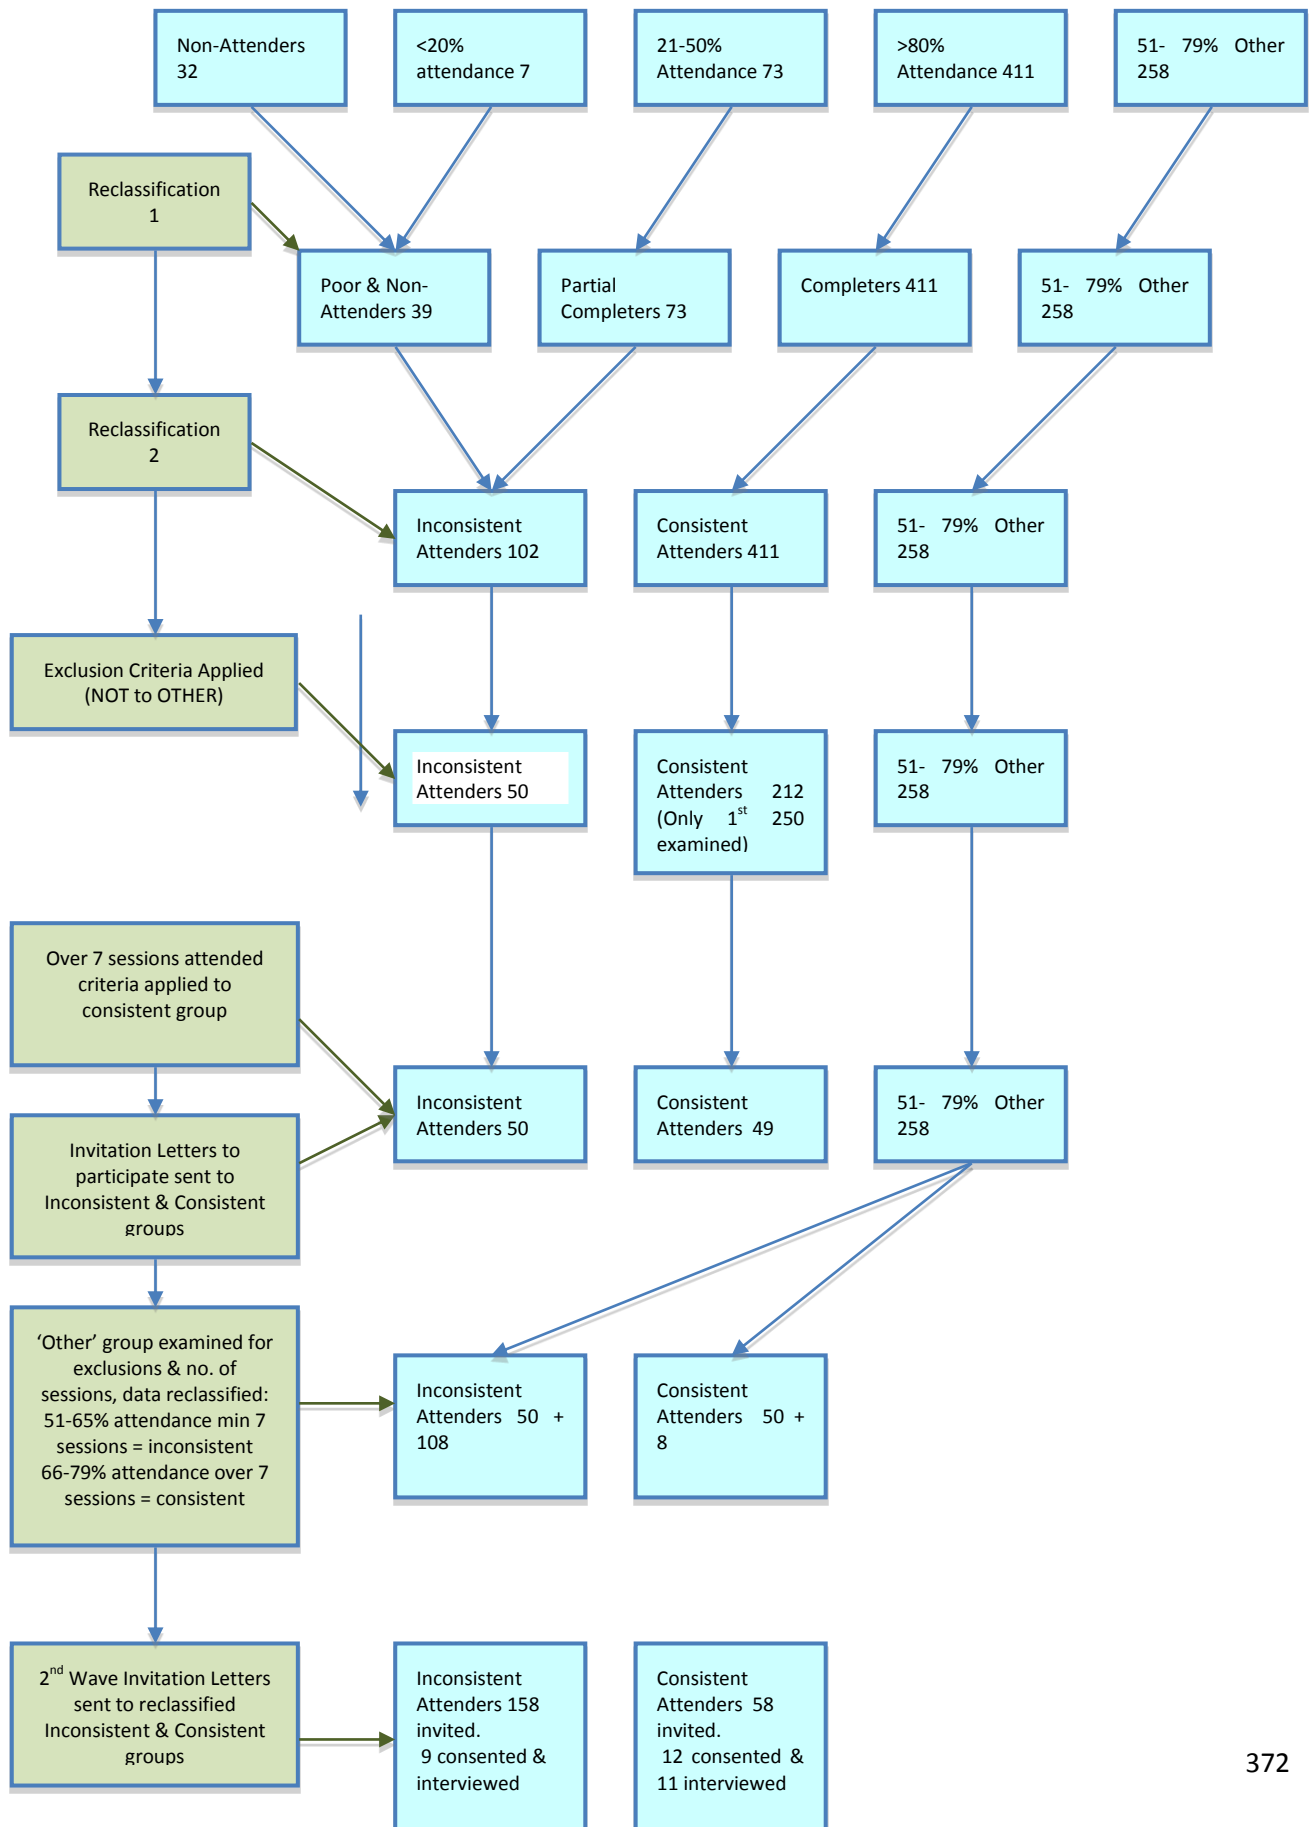 Non-Attenders
32
<20%
attendance 7
21-50%
Attendance 73
>80%
Attendance 411
51- 79% Other
258
Reclassification
1
Poor & Non-
Attenders 39
Partial
Completers 73
Completers 411
51- 79% Other
258
Reclassification
2
Inconsistent
Attenders 102
Consistent
Attenders 411
51- 79% Other
258
Exclusion Criteria Applied
(NOT to OTHER)
Inconsistent
Attenders 50
Consistent
Attenders 212
(Only 1st 250
examined)
51- 79% Other
258
Over 7 sessions attended
criteria applied to
consistent group
Inconsistent
Attenders 50
Consistent
Attenders 49
51- 79% Other
258
Invitation Letters to
participate sent to
Inconsistent & Consistent
groups
‘Other’ group examined for
exclusions & no. of
sessions, data reclassified:
51-65% attendance min 7
sessions = inconsistent
66-79% attendance over 7
sessions = consistent
Inconsistent
Attenders 50 +
108
Consistent
Attenders 50 +
8
2nd Wave Invitation Letters
sent to reclassified
Inconsistent & Consistent
groups
Inconsistent
Attenders 158
invited.
9 consented &
interviewed
Consistent
Attenders 58
invited.
12 consented &
11 interviewed
372